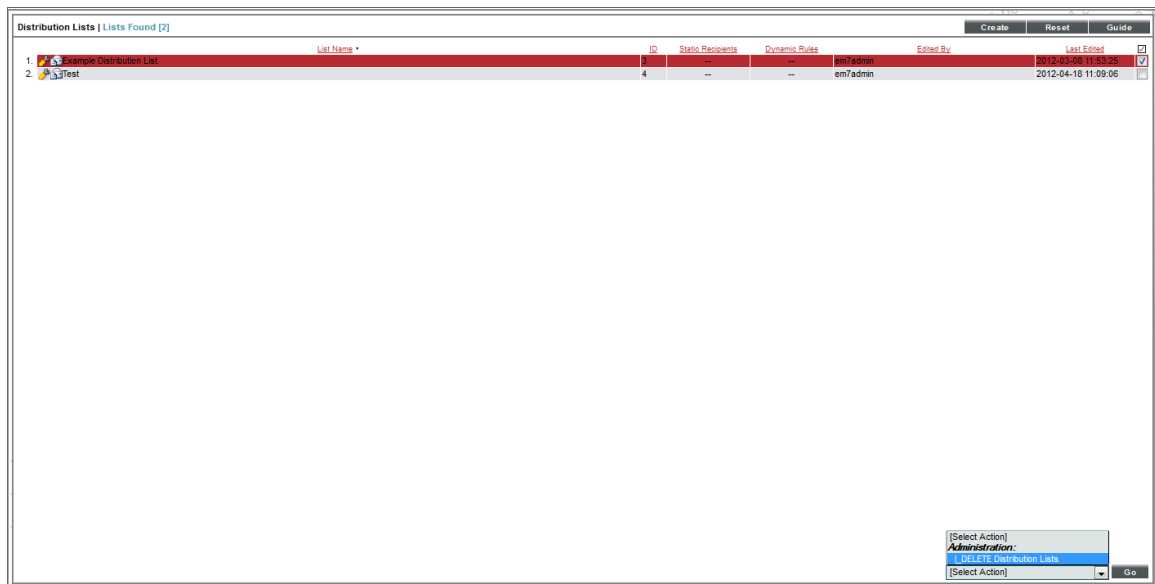 Distribution Lists | Lists Found [2] Create Reset Guide
List Name • ID Static Recipients Dynamic Rules Edited By Last Edited
1. Example Distribution List 3 -- -- em7admin 2012-03-08 11:53:25
2. Test 4 -- -- em7admin 2012-04-18 11:09:06
[Select Action]
Administration:
|_DELETE Distribution Lists
[Select Action] Go